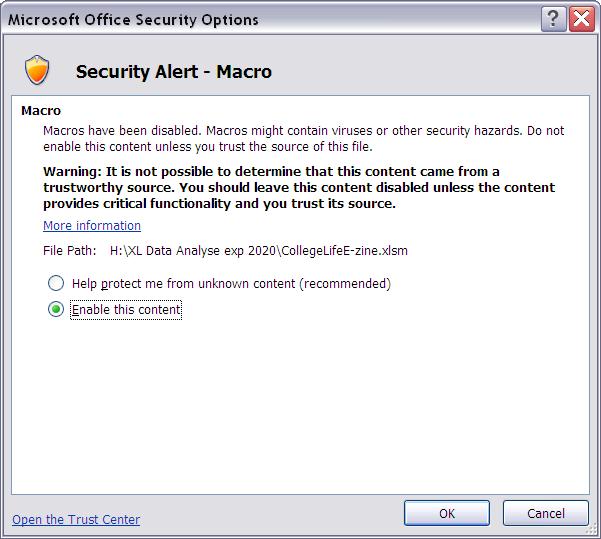 Microsoft Office Security Options
Security Alert - Macro
Macro
Macros have been disabled. Macros might contain viruses or other security hazards. Do not
enable this content unless you trust the source of this file.
Warning: It is not possible to determine that this content came from a
trustworthy source. You should leave this content disabled unless the content
provides critical functionality and you trust its source.
More information
File Path: H:\XL Data Analyse exp 2020\CollegeLifeE-zine.xlsm
Help protect me from unknown content (recommended)
Enable this content
Open the Trust Center
OK
Cancel